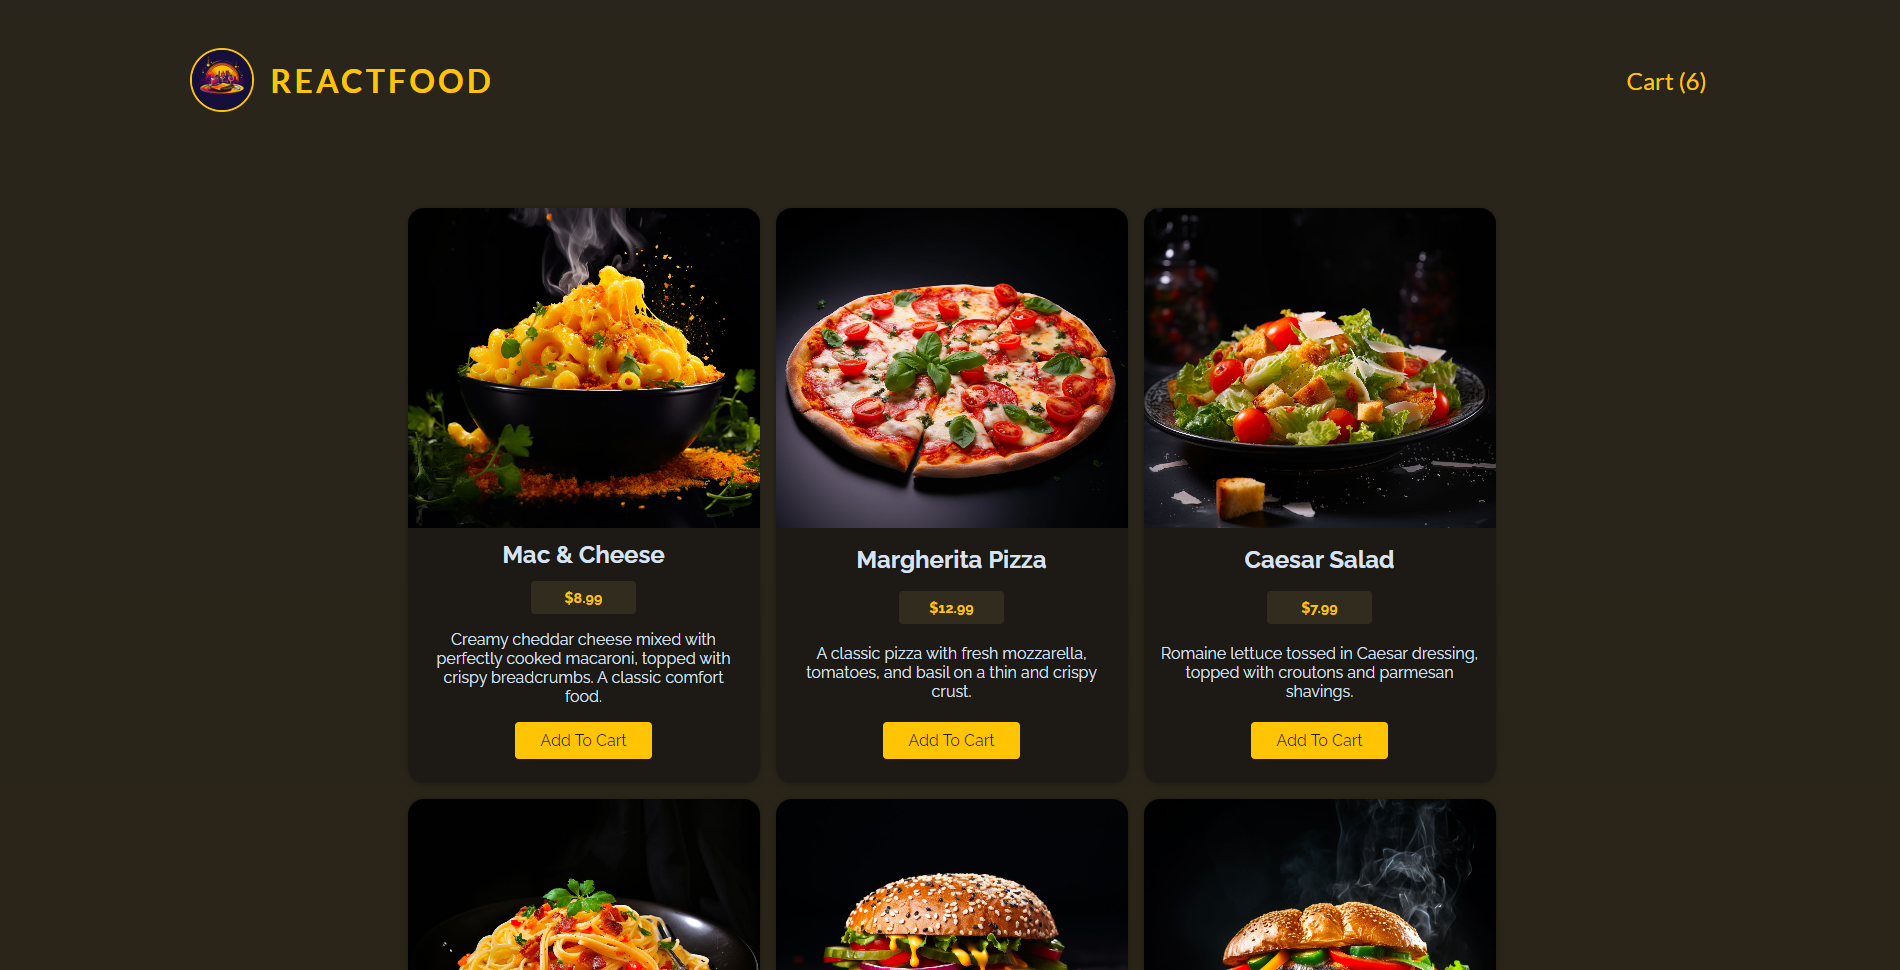 REACTFOOD
Cart (6)
Mac & Cheese
$8.99
Creamy cheddar cheese mixed with
perfectly cooked macaroni, topped with
crispy breadcrumbs. A classic comfort
food.
Add To Cart
Margherita Pizza
$12.99
A classic pizza with fresh mozzarella,
tomatoes, and basil on a thin and crispy
crust.
Add To Cart
Caesar Salad
$7.99
Romaine lettuce tossed in Caesar dressing,
topped with croutons and parmesan
shavings.
Add To Cart